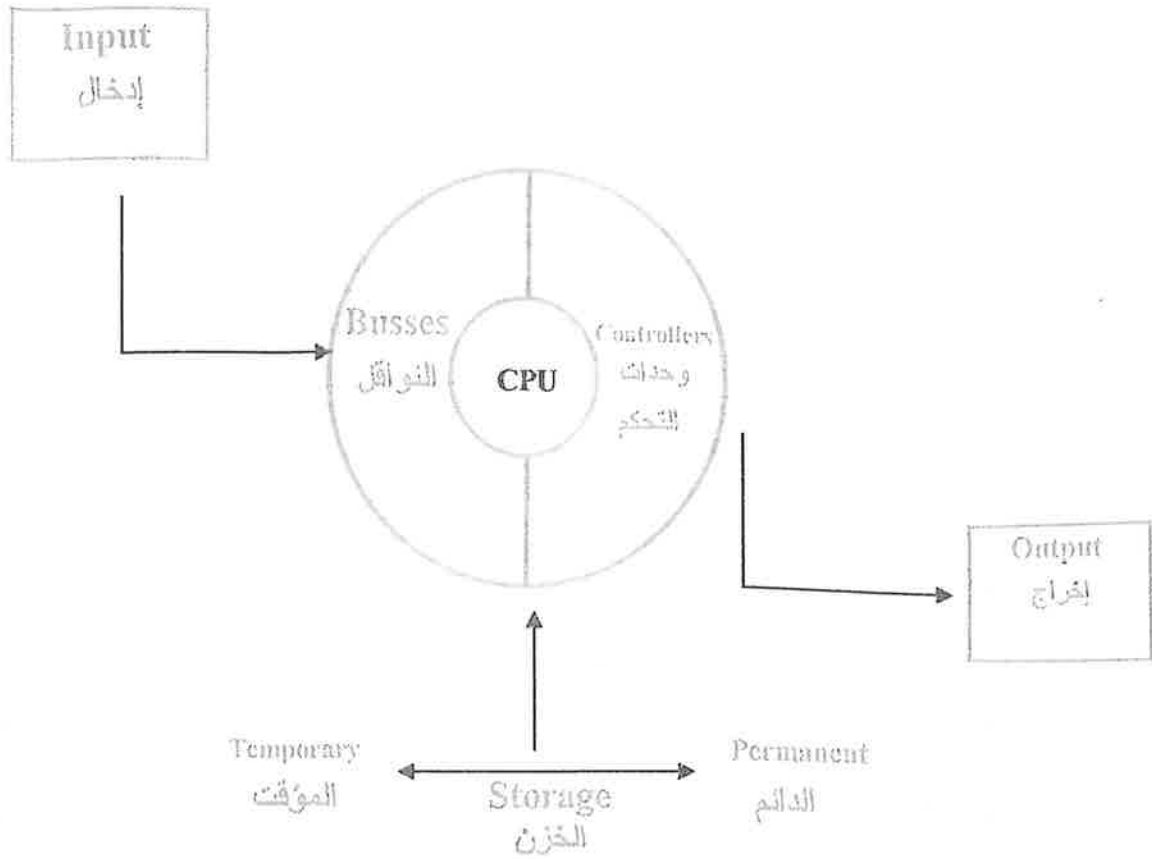 Input
إدخال
Busses
النواقل
CPU
Controllers
وحدات
التحكم
Output
إخراج
Temporary
المؤقت
Storage
الخزن
Permanent
الدائم